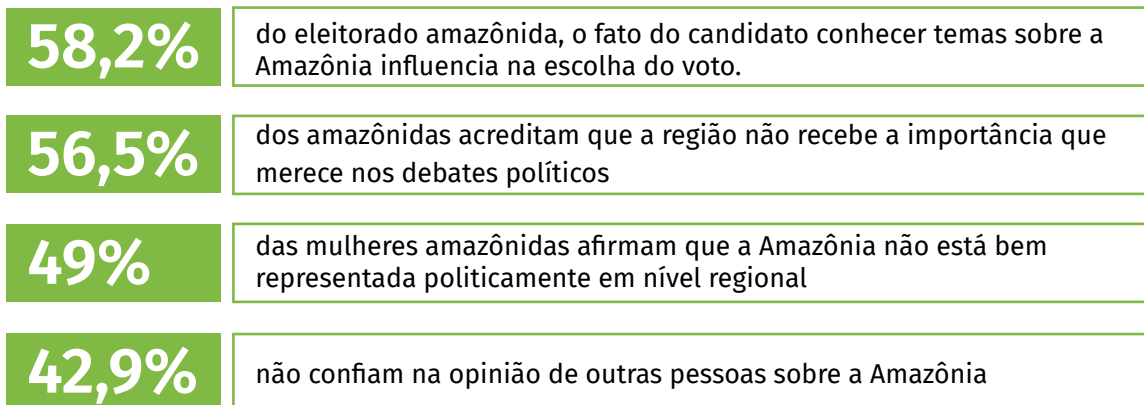 58,2%
do eleitorado amazônida, o fato do candidato conhecer temas sobre a
Amazônia influencia na escolha do voto.
56,5%
dos amazônidas acreditam que a região não recebe a importância que
merece nos debates políticos
49%
das mulheres amazônidas afirmam que a Amazônia não está bem
representada politicamente em nível regional
42,9%
não confiam na opinião de outras pessoas sobre a Amazônia